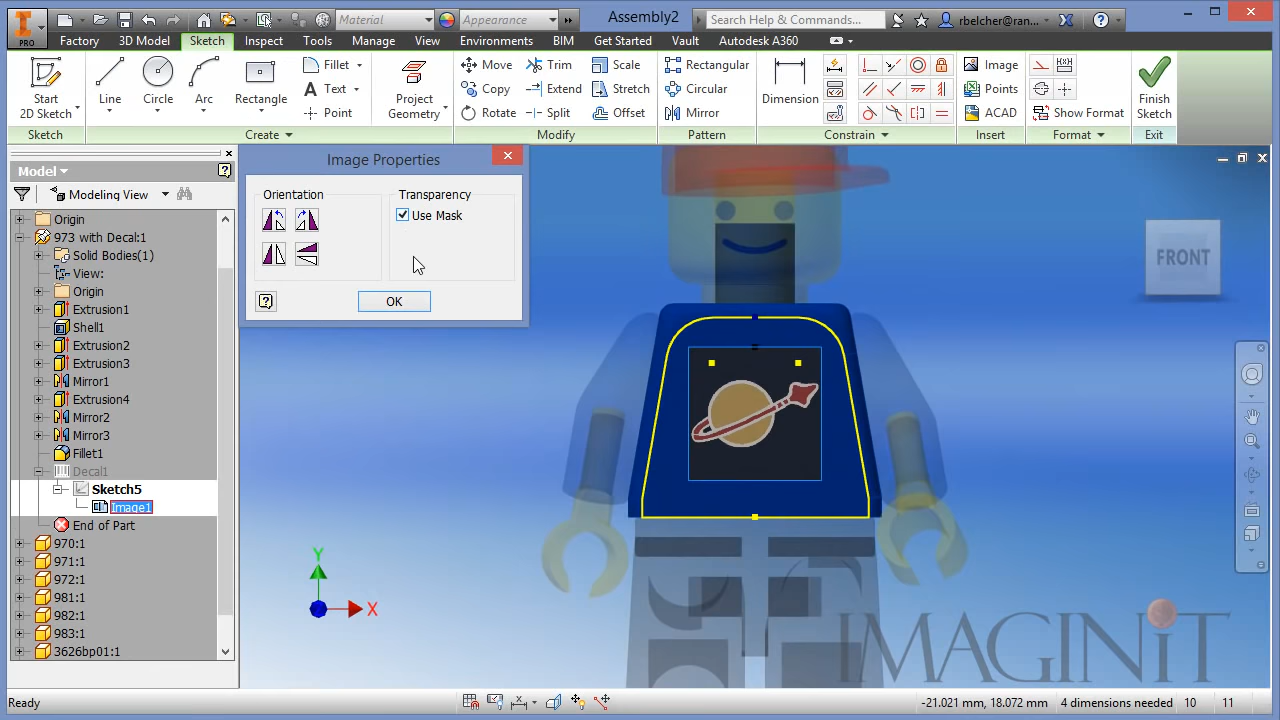 PRO
Material
Appearance
Assembly2
Search Help & Commands...
rbelcher@ran...
Factory 3D Model Sketch Inspect Tools Manage View Environments BIM Get Started Vault Autodesk A360
Start
2D Sketch
Line
Circle
Arc
Rectangle
Fillet
Text
Point
Project
Geometry
Move
Copy
Rotate
Trim
Extend
Split
Scale
Stretch
Offset
Rectangular
Circular
Mirror
Dimension
Image
Points
ACAD
Show Format
Finish
Sketch
Sketch Create Modify Pattern Constrain Insert Format Exit
Model
Modeling View
Origin
973 with Decal:1
Solid Bodies(1)
View:
Origin
Extrusion1
Shell1
Extrusion2
Extrusion3
Mirror1
Extrusion4
Mirror2
Mirror3
Fillet1
Decal1
Sketch5
Image1
End of Part
970:1
971:1
972:1
981:1
982:1
983:1
3626bp01:1
Image Properties
Orientation
Transparency
Use Mask
OK
FRONT
Y
X
IMAGINiT
Ready
-21.021 mm, 18.072 mm 4 dimensions needed 10 11